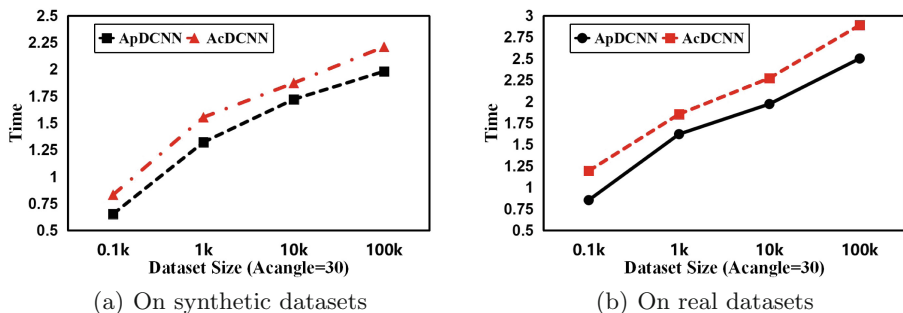 2.5
2.25
2
1.75
1.5
1.25
1
0.75
0.5
Time
ApDCNN AcDCNN
0.1k 1k 10k 100k
Dataset Size (Acangle=30)
(a) On synthetic datasets
3
2.75
2.5
2.25
2
1.75
1.5
1.25
1
0.75
0.5
Time
ApDCNN AcDCNN
0.1k 1k 10k 100k
Dataset Size (Acangle=30)
(b) On real datasets